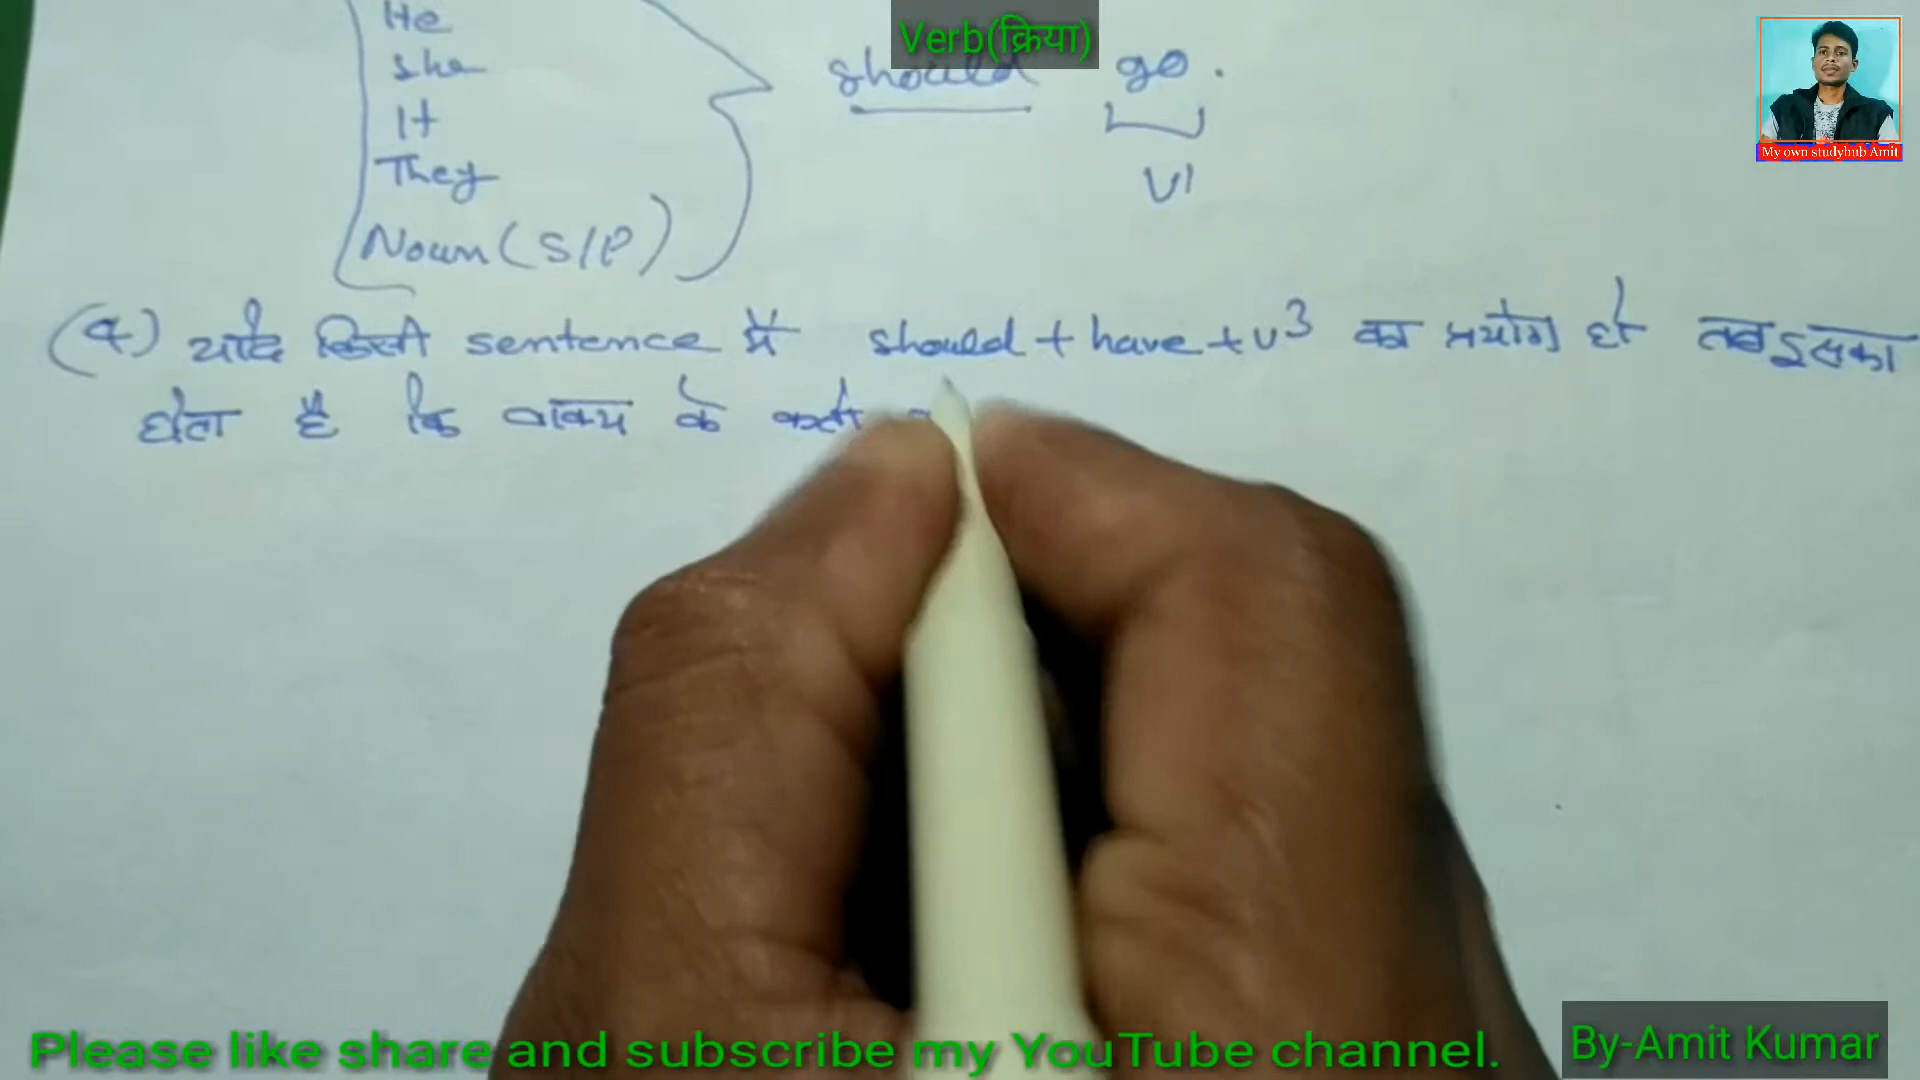 Verb(क्रिया)
He
She
It
They
Noun (S/P)
should go.
V1
My own studyhub Amit
(4) यदि किसी sentence में should + have + v3 का प्रयोग हो तब इसका
होता है कि वाक्य के कर्ता
Please like share and subscribe my YouTube channel.
By-Amit Kumar